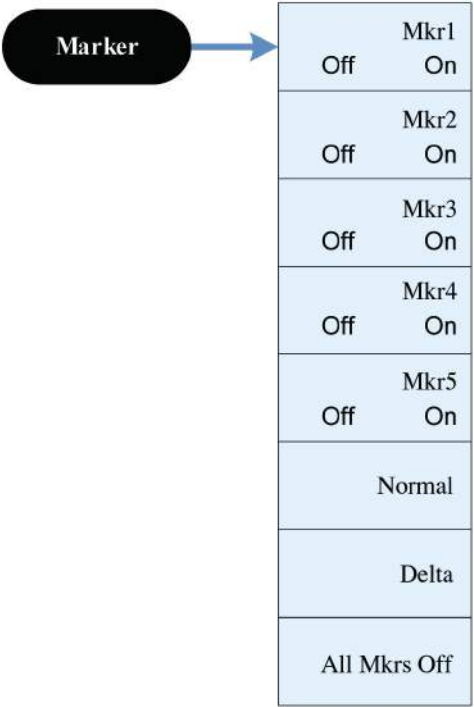 Marker
Mkr1
Off On
Mkr2
Off On
Mkr3
Off On
Mkr4
Off On
Mkr5
Off On
Normal
Delta
All Mkrs Off